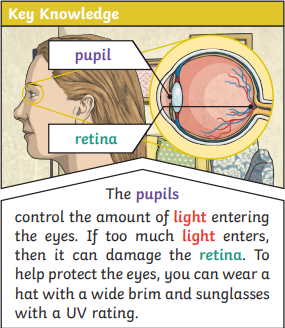 Key Knowledge
pupil
retina
The pupils
control the amount of light entering
the eyes. If too much light enters,
then it can damage the retina. To
help protect the eyes, you can wear a
hat with a wide brim and sunglasses
with a UV rating.